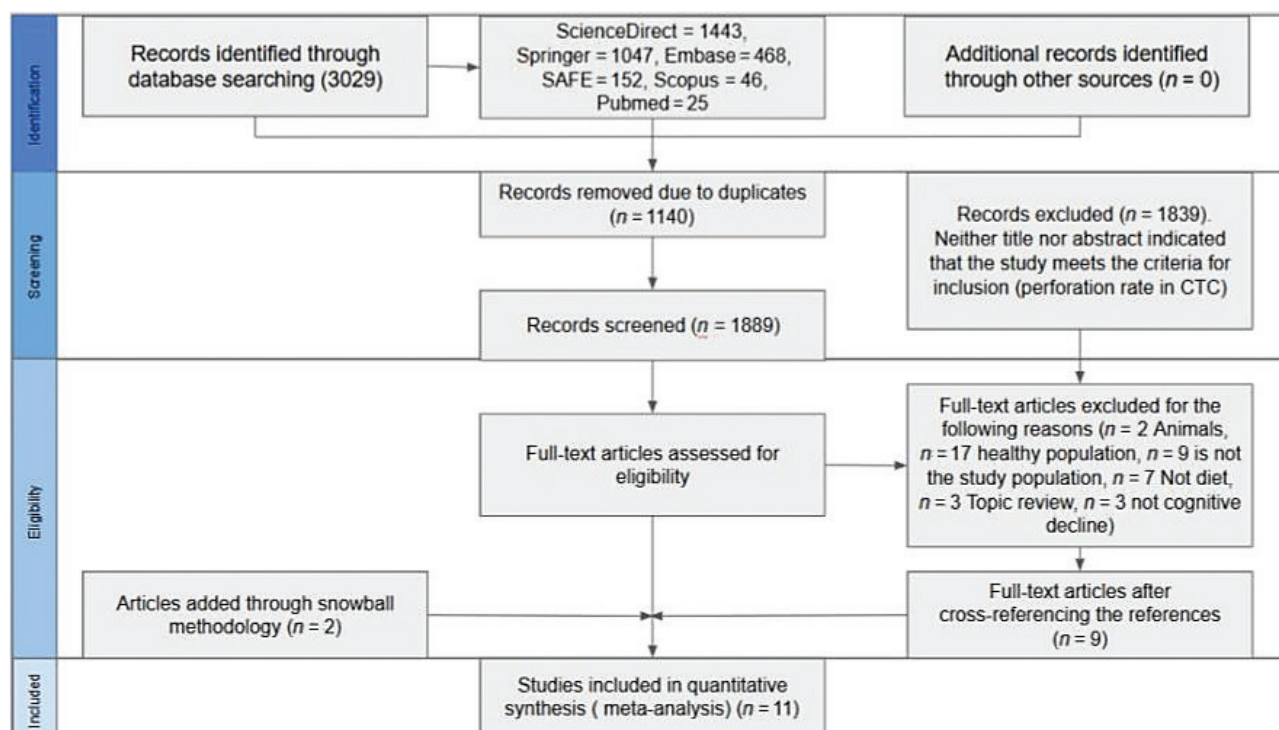 Identification
Records identified through
database searching (3029)
ScienceDirect = 1443,
Springer = 1047, Embase = 468,
SAFE = 152, Scopus = 46,
Pubmed = 25
Additional records identified
through other sources (n = 0)
Screening
Records removed due to duplicates
(n = 1140)
Records screened (n = 1889)
Records excluded (n = 1839).
Neither title nor abstract indicated
that the study meets the criteria for
inclusion (perforation rate in CTC)
Eligibility
Full-text articles assessed for
eligibility
Full-text articles excluded for the
following reasons (n = 2 Animals,
n = 17 healthy population, n = 9 is not
the study population, n = 7 Not diet,
n = 3 Topic review, n = 3 not cognitive
decline)
Articles added through snowball
methodology (n = 2)
Full-text articles after
cross-referencing the references
(n = 9)
Included
Studies included in quantitative
synthesis ( meta-analysis) (n = 11)